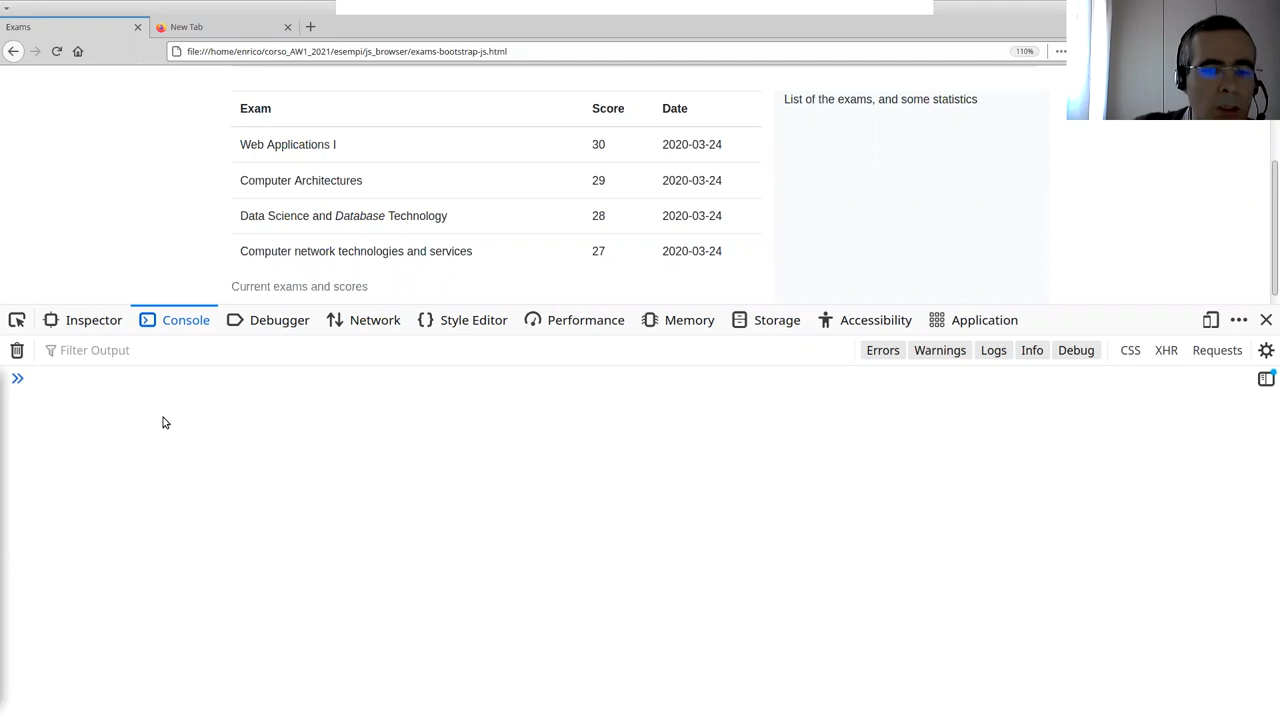 Exams
New Tab
file:///home/enrico/corso_AW1_2021/esempi/js_browser/exams-bootstrap-js.html 110%
Exam Score Date
Web Applications I 30 2020-03-24
Computer Architectures 29 2020-03-24
Data Science and Database Technology 28 2020-03-24
Computer network technologies and services 27 2020-03-24
Current exams and scores
List of the exams, and some statistics
Inspector Console Debugger Network Style Editor Performance Memory Storage Accessibility Application
Filter Output Errors Warnings Logs Info Debug CSS XHR Requests